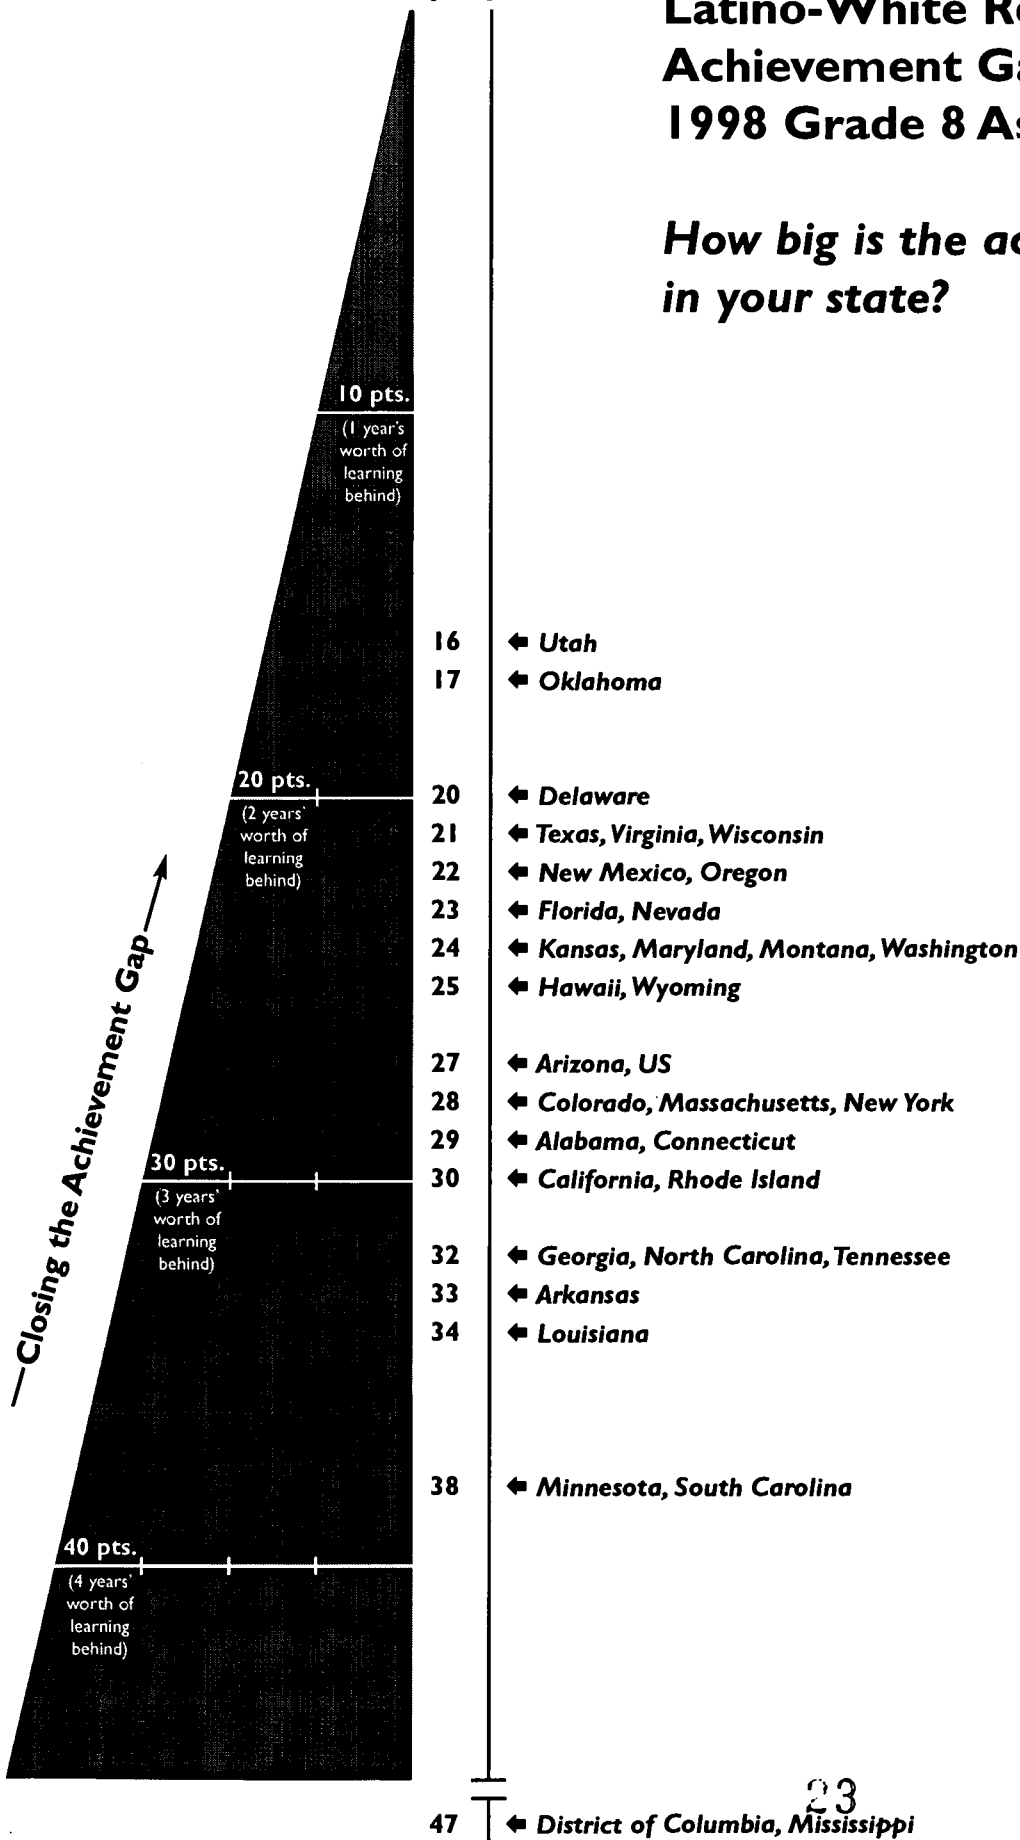 Latino-White
Achievement
1998 Grade 8
How big is the
in your state?
10 pts.
(1 year's
worth of
learning
behind)
16 Utah
17 Oklahoma
20 pts.
(2 years'
worth of
learning
behind)
20 Delaware
21 Texas, Virginia, Wisconsin
22 New Mexico, Oregon
23 Florida, Nevada
24 Kansas, Maryland, Montana, Washington
25 Hawaii, Wyoming
27 Arizona, US
28 Colorado, Massachusetts, New York
29 Alabama, Connecticut
30 pts.
(3 years'
worth of
learning
behind)
30 California, Rhode Island
32 Georgia, North Carolina, Tennessee
33 Arkansas
34 Louisiana
38 Minnesota, South Carolina
40 pts.
(4 years'
worth of
learning
behind)
Closing the Achievement Gap
23
47 District of Columbia, Mississippi